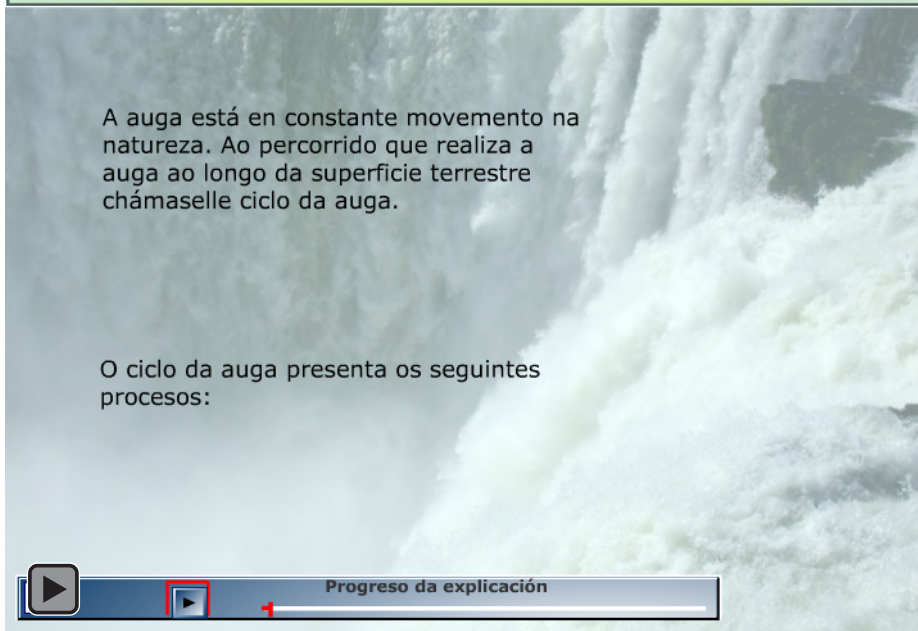 A auga está en constante movemento na
natureza. Ao percorrido que realiza a
auga ao longo da superficie terrestre
chámaselle ciclo da auga.
O ciclo da auga presenta os seguintes
procesos:
Progreso da explicación